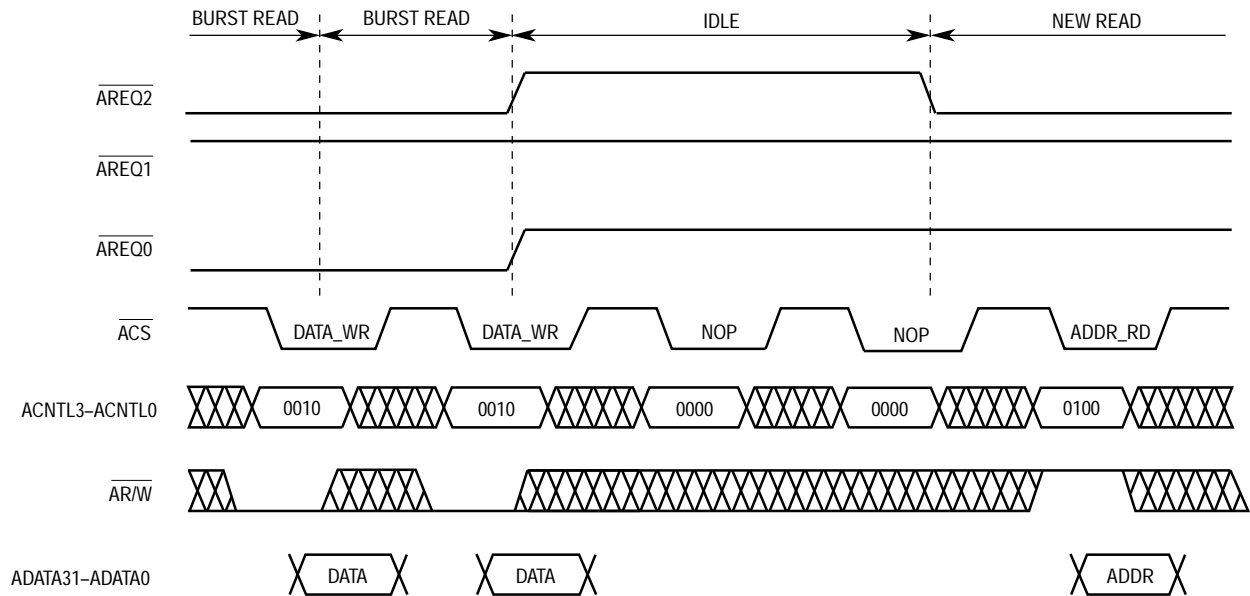 BURST READ BURST READ IDLE NEW READ
AREQ2
AREQ1
AREQ0
ACS DATA_WR DATA_WR NOP NOP ADDR_RD
ACNTL3–ACNTL0 0010 0010 0000 0000 0100
AR/W
ADATA31–ADATA0 DATA DATA ADDR